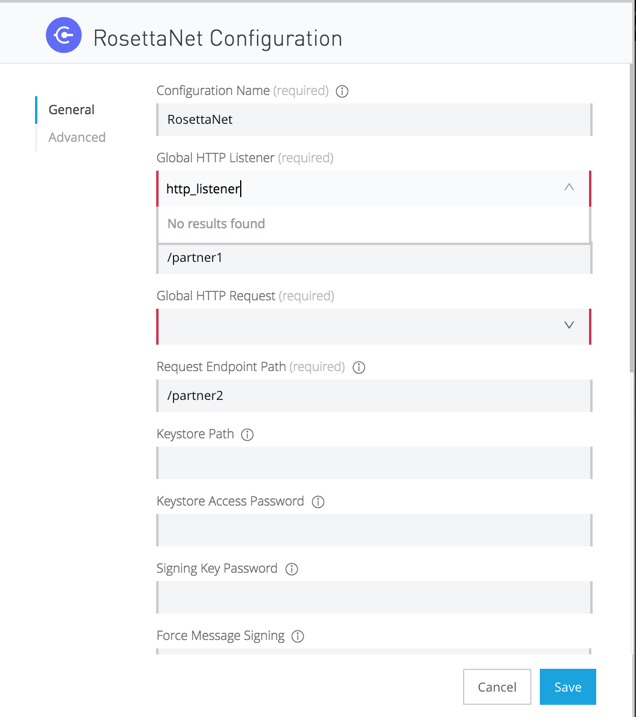 RosettaNet Configuration
General
Advanced
Configuration Name (required)
RosettaNet
Global HTTP Listener (required)
http_listener
No results found
/partner1
Global HTTP Request (required)
Request Endpoint Path (required)
/partner2
Keystore Path
Keystore Access Password
Signing Key Password
Force Message Signing
Cancel
Save